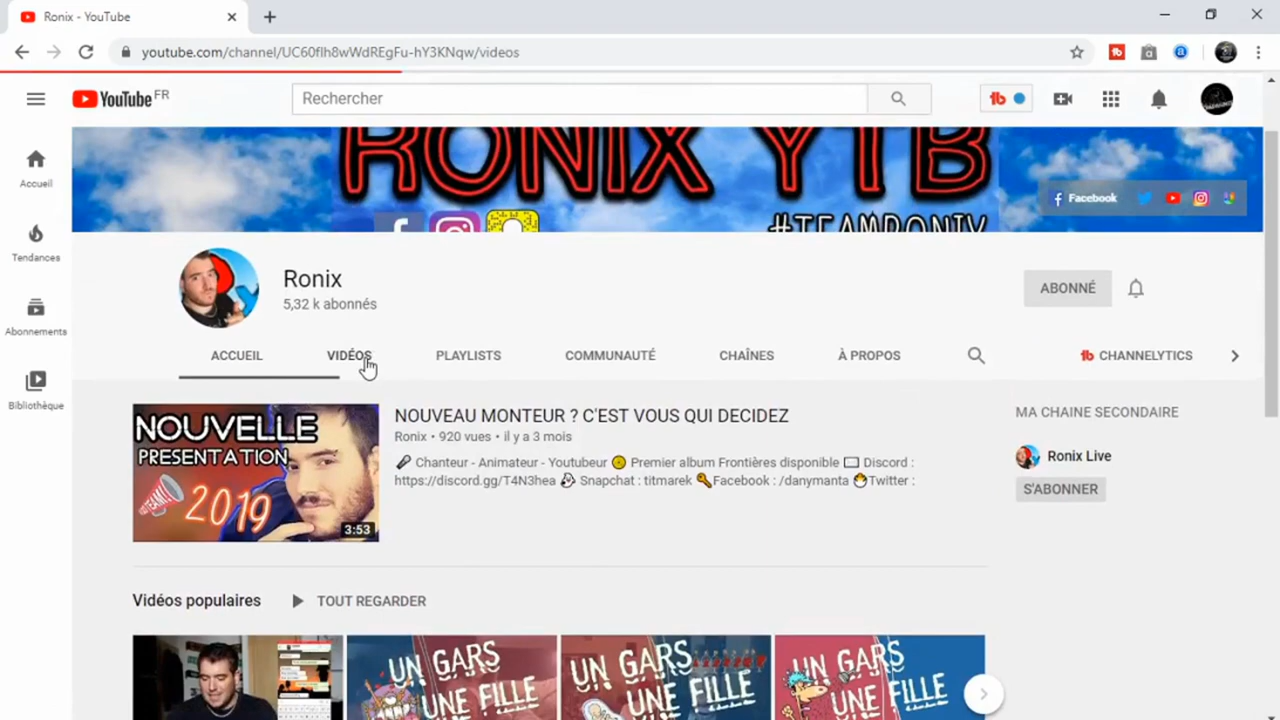 Ronix - YouTube
youtube.com/channel/UC60flh8wWdREgFu-hY3KNqw/videos
YouTube FR
Rechercher
tb
RONIX YTB
#TEAMRONIX
Facebook
Accueil
Tendances
Abonnements
Bibliothèque
Ronix
5,32 k abonnés
ABONNÉ
ACCUEIL VIDÉOS PLAYLISTS COMMUNAUTÉ CHAÎNES À PROPOS tb CHANNELYTICS
NOUVELLE
PRESENTATION
2019
3:53
NOUVEAU MONTEUR ? C'EST VOUS QUI DECIDEZ
Ronix • 920 vues • il y a 3 mois
Chanteur - Animateur - Youtubeur Premier album Frontières disponible Discord :
https://discord.gg/T4N3hea Snapchat : titmarek Facebook : /danymanta Twitter :
MA CHAINE SECONDAIRE
Ronix Live
S'ABONNER
Vidéos populaires TOUT REGARDER
UN GARS
UNE FILLE
UN GARS
UNE FILLE
UN GARS
UNE FILLE